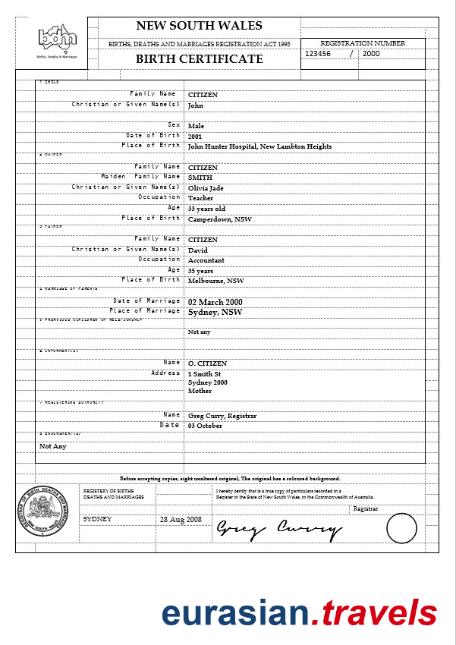 NEW SOUTH WALES
BIRTHS, DEATHS AND MARRIAGES REGISTRATION ACT 1995
BIRTH CERTIFICATE
REGISTRATION NUMBER
123456 / 2000
bdm
Births, Deaths & Marriages
1 CHILD
Family Name CITIZEN
Christian or Given Name(s) John
Sex Male
Date of Birth 2001
Place of Birth John Hunter Hospital, New Lambton Heights
2 MOTHER
Family Name CITIZEN
Maiden Family Name SMITH
Christian or Given Name(s) Olivia Jade
Occupation Teacher
Age 33 years old
Place of Birth Camperdown, NSW
3 FATHER
Family Name CITIZEN
Christian or Given Name(s) David
Occupation Accountant
Age 35 years
Place of Birth Melbourne, NSW
4 MARRIAGE OF PARENTS
Date of Marriage 02 March 2000
Place of Marriage Sydney, NSW
5 PREVIOUS CHILDREN OF RELATIONSHIP
Not any
6 INFORMANT(S)
Name O. CITIZEN
Address 1 Smith St
Sydney 2000
Mother
7 REGISTERING AUTHORITY
Name Greg Curry, Registrar
Date 03 October
8 ENDORSEMENT(S)
Not Any
Before accepting copies, sight unaltered original. The original has a coloured background.
REGISTRY OF BIRTHS
DEATHS AND MARRIAGES
I hereby certify that this is a true copy of particulars recorded in a
Register in the State of New South Wales, in the Commonwealth of Australia.
Registrar
SYDNEY 28 Aug 2008
Greg Curry
eurasian.travels